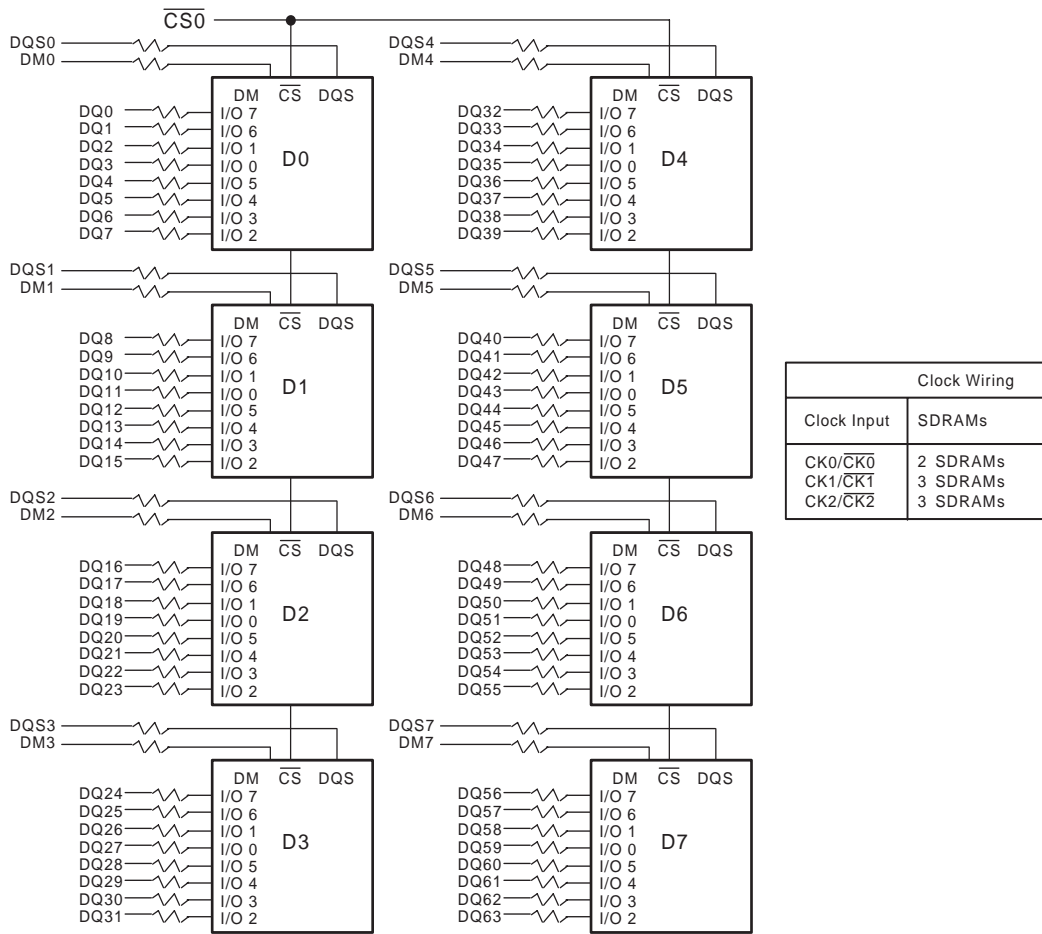 CS0
DQS0
DM0
DM CS DQS
DQ0 I/O 7
DQ1 I/O 6
DQ2 I/O 1
DQ3 I/O 0
DQ4 I/O 5
DQ5 I/O 4
DQ6 I/O 3
DQ7 I/O 2
D0
DQS4
DM4
DM CS DQS
DQ32 I/O 7
DQ33 I/O 6
DQ34 I/O 1
DQ35 I/O 0
DQ36 I/O 5
DQ37 I/O 4
DQ38 I/O 3
DQ39 I/O 2
D4
DQS1
DM1
DM CS DQS
DQ8 I/O 7
DQ9 I/O 6
DQ10 I/O 1
DQ11 I/O 0
DQ12 I/O 5
DQ13 I/O 4
DQ14 I/O 3
DQ15 I/O 2
D1
DQS5
DM5
DM CS DQS
DQ40 I/O 7
DQ41 I/O 6
DQ42 I/O 1
DQ43 I/O 0
DQ44 I/O 5
DQ45 I/O 4
DQ46 I/O 3
DQ47 I/O 2
D5
DQS2
DM2
DM CS DQS
DQ16 I/O 7
DQ17 I/O 6
DQ18 I/O 1
DQ19 I/O 0
DQ20 I/O 5
DQ21 I/O 4
DQ22 I/O 3
DQ23 I/O 2
D2
DQS6
DM6
DM CS DQS
DQ48 I/O 7
DQ49 I/O 6
DQ50 I/O 1
DQ51 I/O 0
DQ52 I/O 5
DQ53 I/O 4
DQ54 I/O 3
DQ55 I/O 2
D6
DQS3
DM3
DM CS DQS
DQ24 I/O 7
DQ25 I/O 6
DQ26 I/O 1
DQ27 I/O 0
DQ28 I/O 5
DQ29 I/O 4
DQ30 I/O 3
DQ31 I/O 2
D3
DQS7
DM7
DM CS DQS
DQ56 I/O 7
DQ57 I/O 6
DQ58 I/O 1
DQ59 I/O 0
DQ60 I/O 5
DQ61 I/O 4
DQ62 I/O 3
DQ63 I/O 2
D7
Clock Wiring
Clock Input SDRAMs
CK0/CK0 2 SDRAMs
CK1/CK1 3 SDRAMs
CK2/CK2 3 SDRAMs